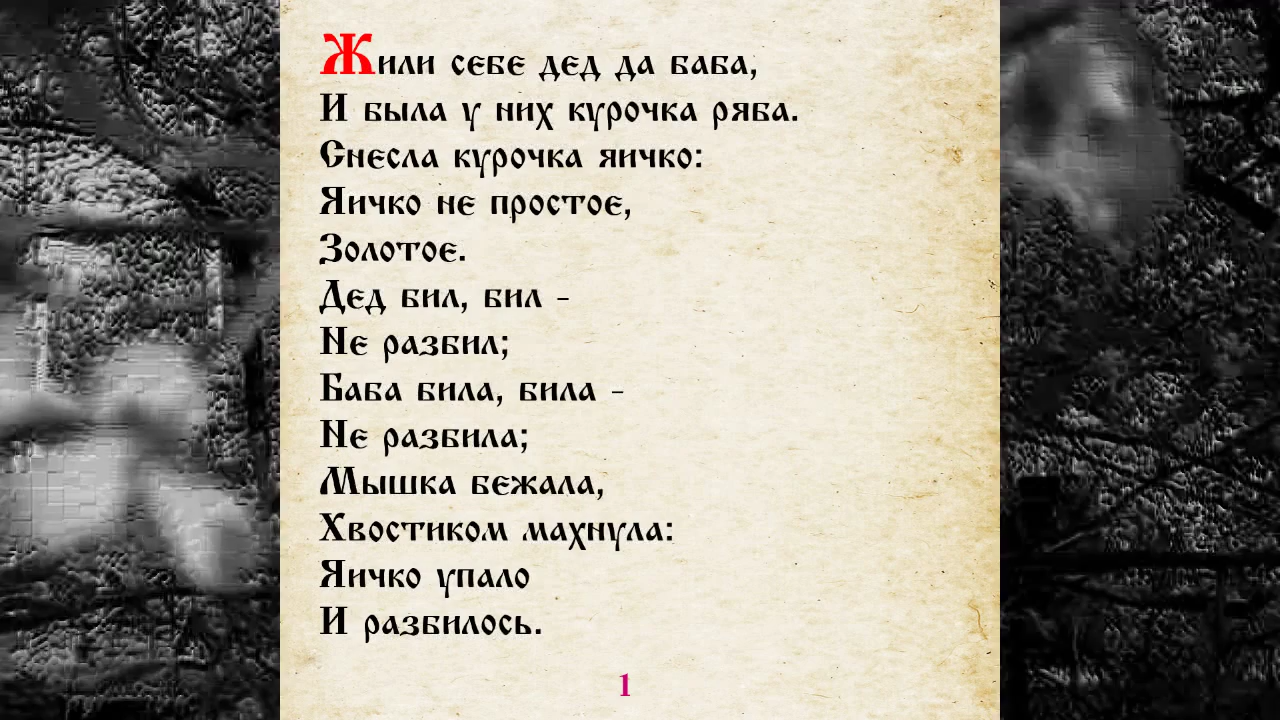 Жили себе дед да баба,
И была у них курочка ряба.
Снесла курочка яичко:
Яичко не простое,
Золотое.
Дед бил, бил -
Не разбил;
Баба била, била -
Не разбила;
Мышка бежала,
Хвостиком махнула:
Яичко упало
И разбилось.
1